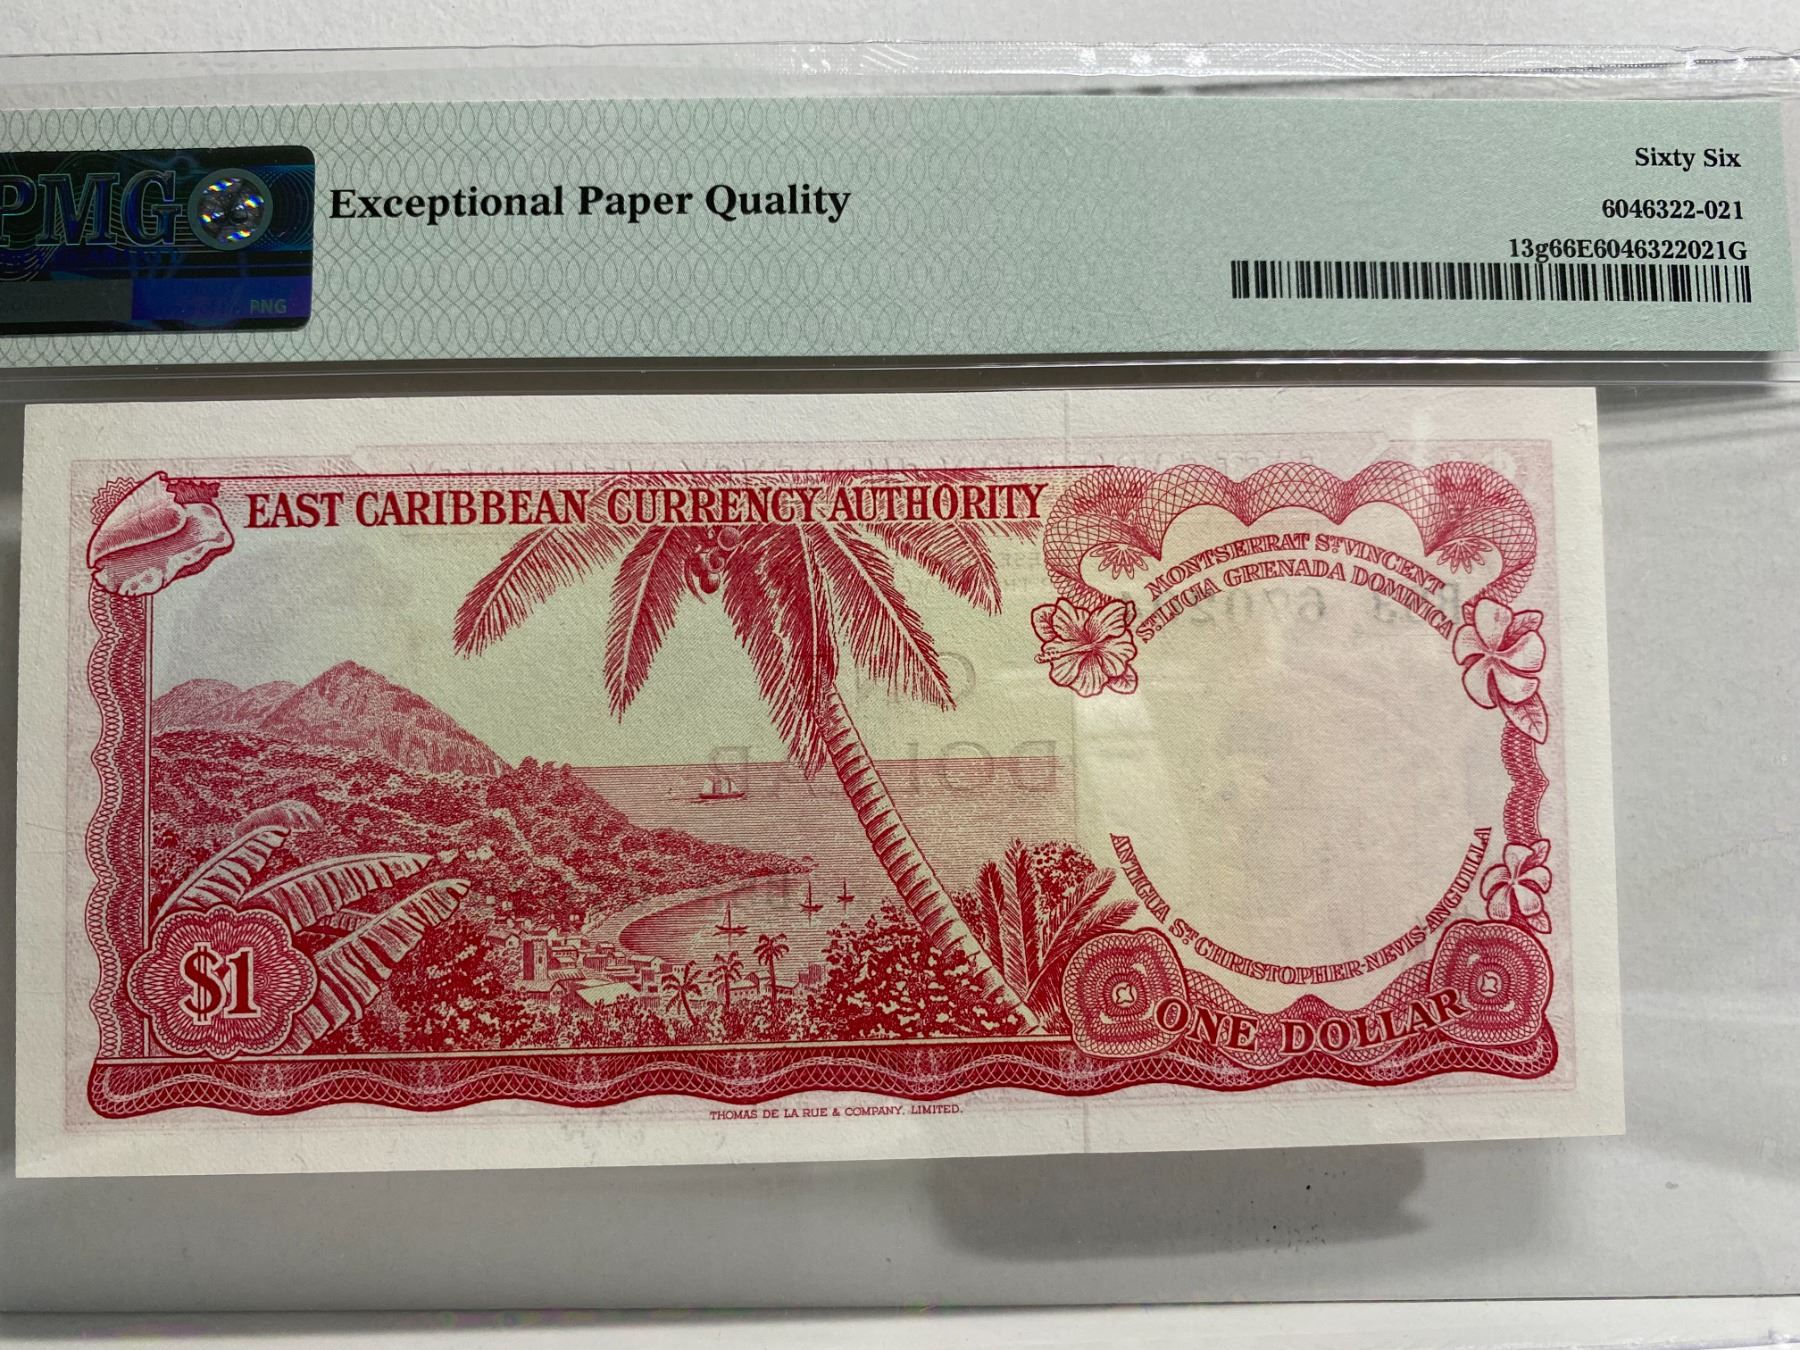 PMG
PNG
Exceptional Paper Quality
Sixty Six
6046322-021
13g66E6046322021G
EAST CARIBBEAN CURRENCY AUTHORITY
MONTSERRAT ST VINCENT
ST LUCIA GRENADA DOMINICA
ANTIGUA ST CHRISTOPHER-NEVIS-ANGUILLA
$1
ONE DOLLAR
THOMAS DE LA RUE & COMPANY, LIMITED.